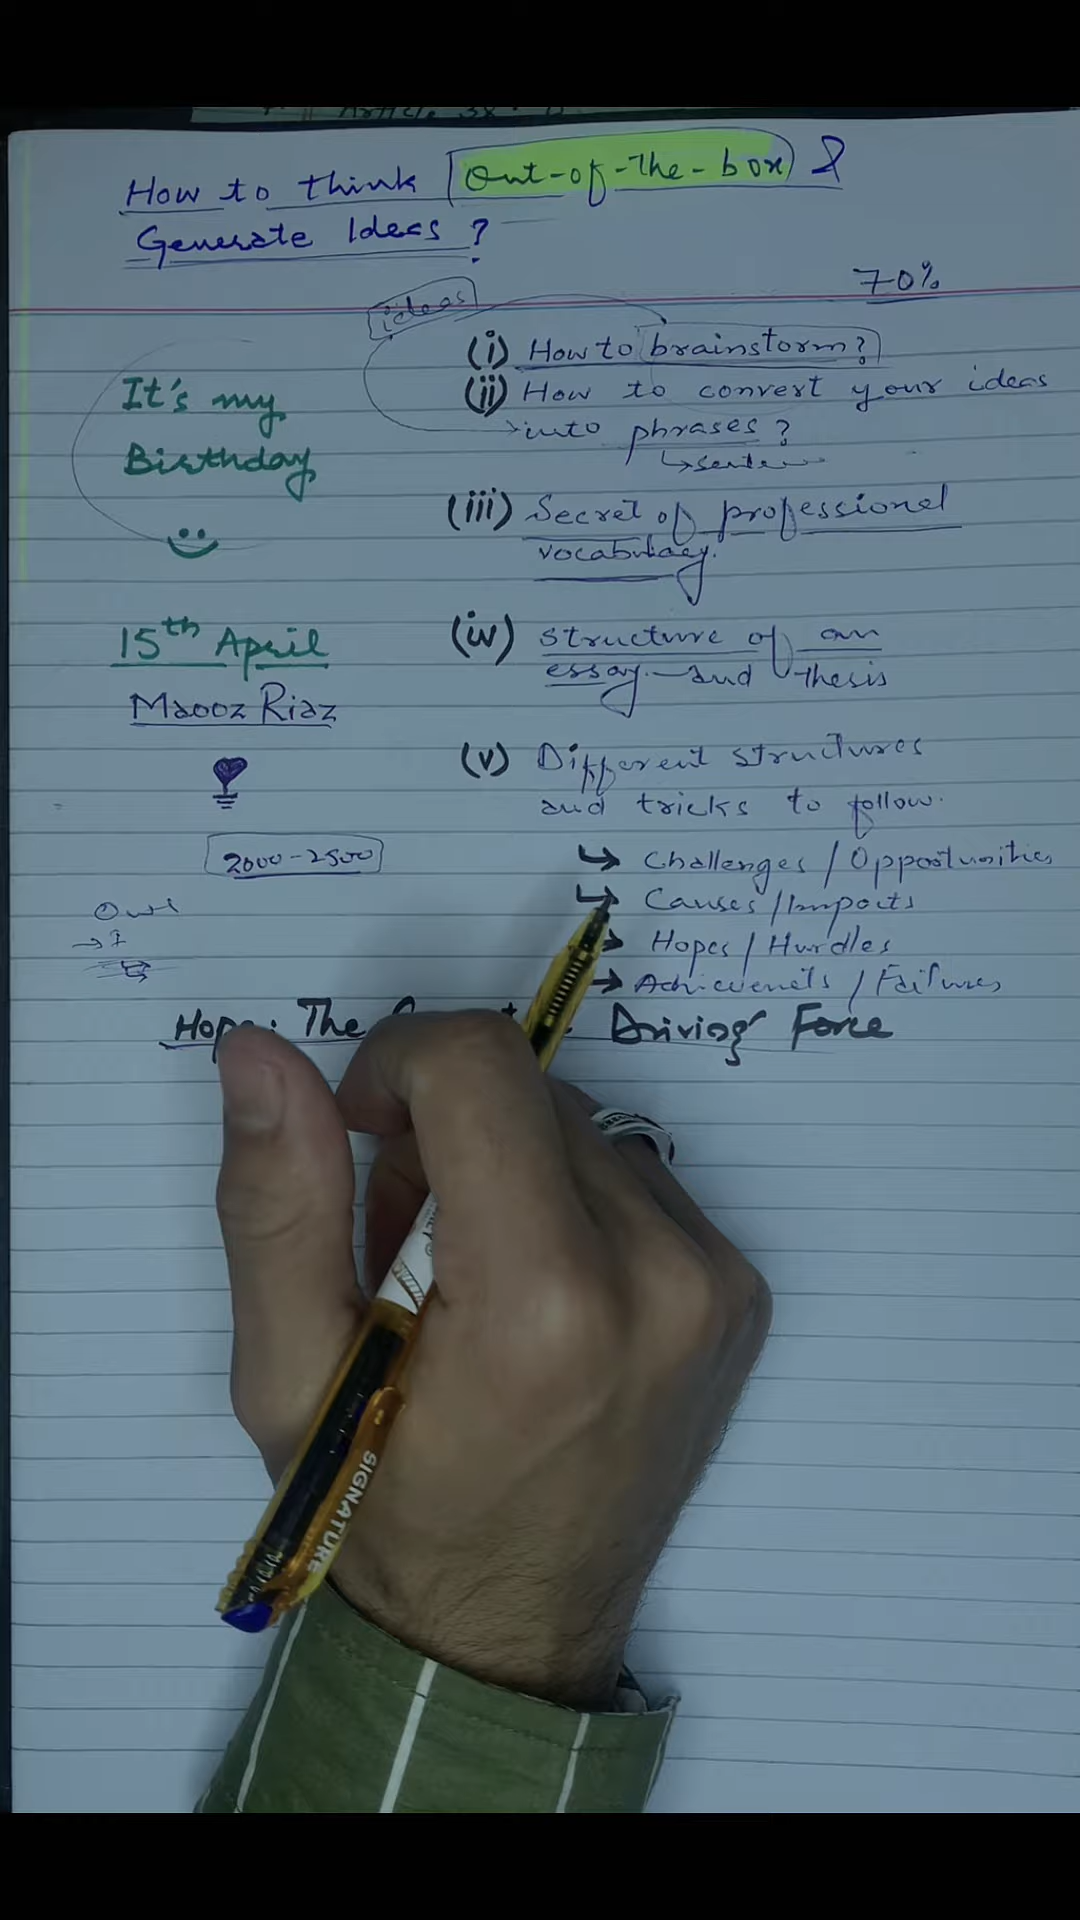 How to think Out-of-the-box &
Generate Ideas ?
70%
ideas
(i) How to brainstorm?
(ii) How to convert your ideas
into phrases ?
(iii) Secret of professional
vocabulary.
It's my
Birthday
(iv) structure of an
essay and thesis
15th April
Maooz Riaz
(v) Different structures
and tricks to follow.
2000-2500
Challenges / Opportunities
Causes / Impacts
Hopes / Hurdles
Achievements / Failures
Hope: The Driving Force
SIGNATURE